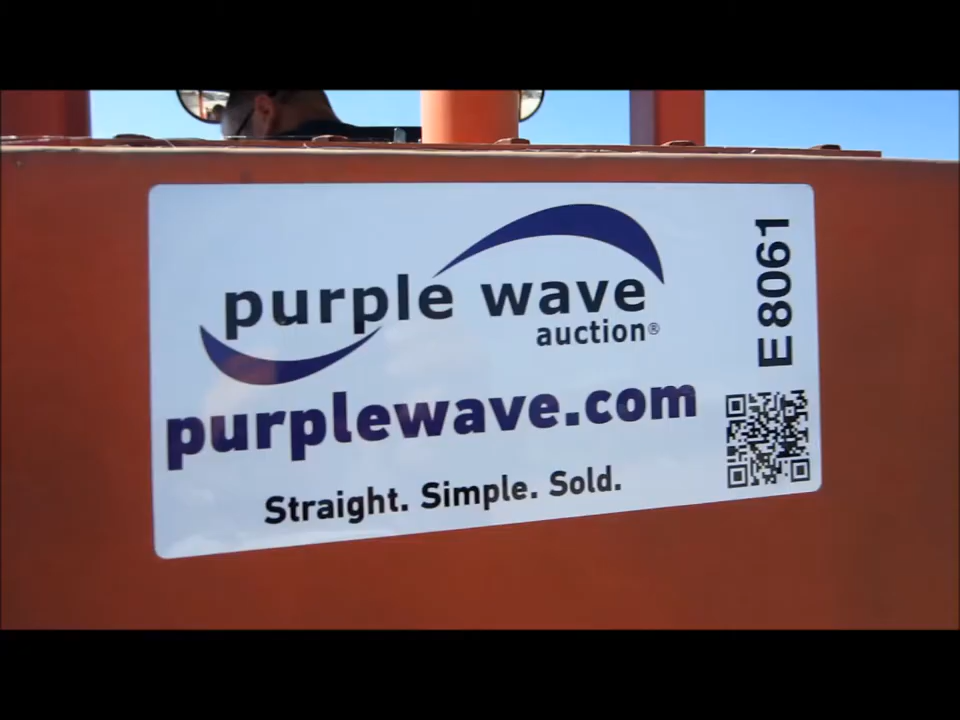 purple wave
auction®
purplewave.com
Straight. Simple. Sold.
E8061